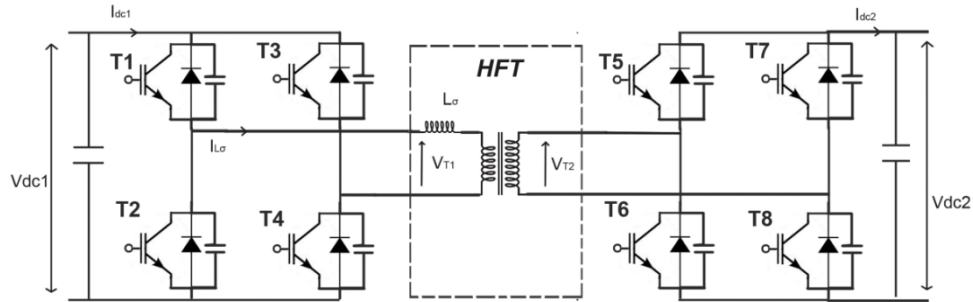 Idc1
Idc2
T1
T3
HFT
T5
T7
Lσ
ILσ
VT1
VT2
Vdc1
Vdc2
T2
T4
T6
T8